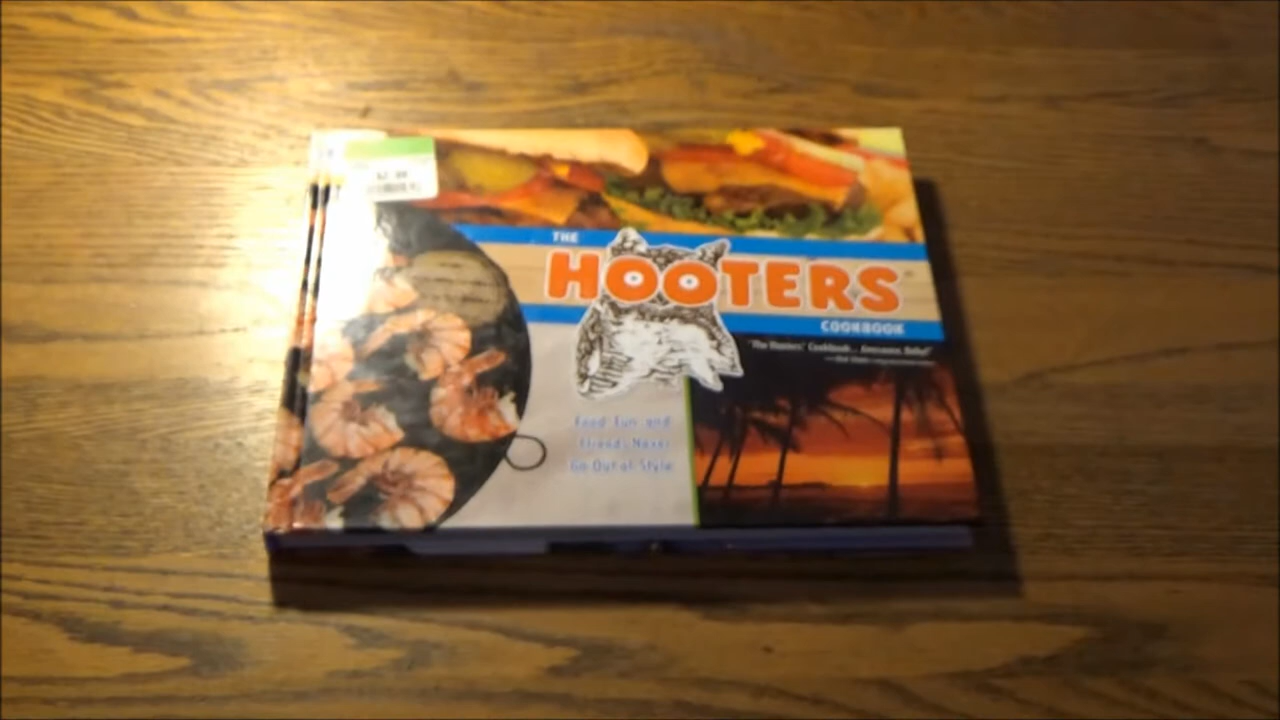 THE
HOOTERS
COOKBOOK
"The Hooters' Cookbook... Awesome, Baby!"
Food Fun and
Friends Never
Go Out of Style